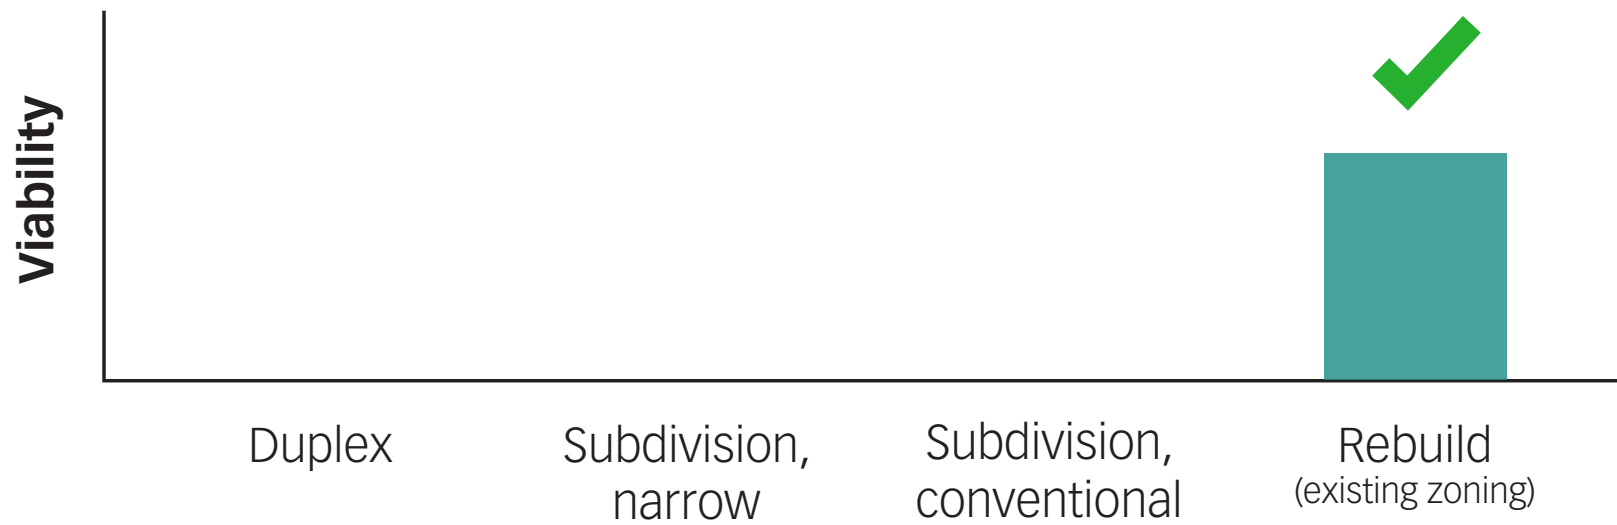 Viability
Duplex
Subdivision,
narrow
Subdivision,
conventional
Rebuild
(existing zoning)